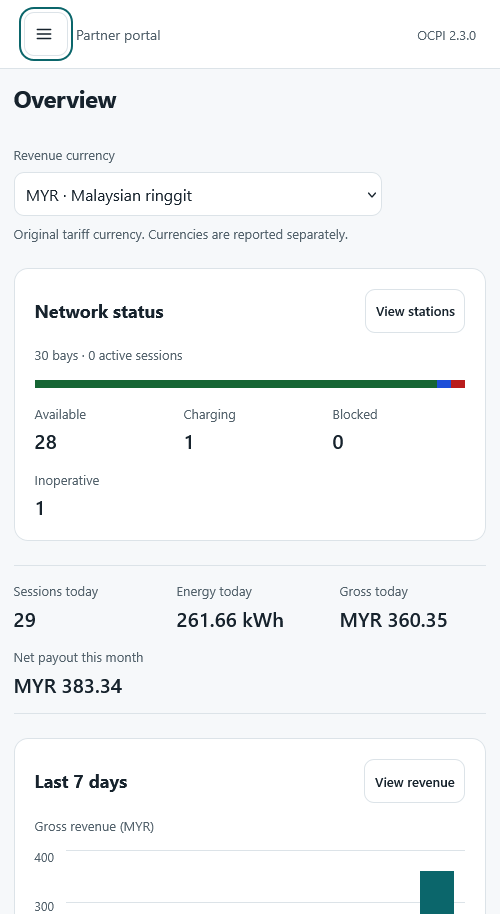 Partner portal
OCPI 2.3.0
Overview
Revenue currency
MYR · Malaysian ringgit
Original tariff currency. Currencies are reported separately.
Network status
View stations
30 bays · 0 active sessions
Available
Charging
Blocked
28
1
0
Inoperative
1
Sessions today
Energy today
Gross today
29
261.66 kWh
MYR 360.35
Net payout this month
MYR 383.34
Last 7 days
View revenue
Gross revenue (MYR)
400
300